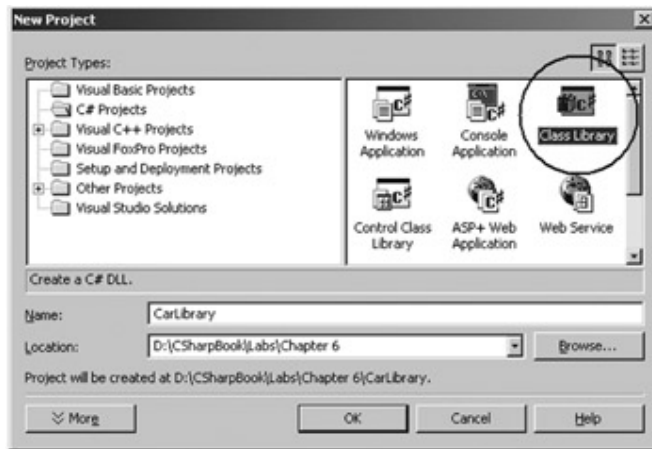 New Project
Project Types:
Visual Basic Projects
C# Projects
Visual C++ Projects
Visual FoxPro Projects
Setup and Deployment Projects
Other Projects
Visual Studio Solutions
Windows Application
Console Application
Class Library
Control Class Library
ASP+ Web Application
Web Service
Create a C# DLL.
Name:
CarLibrary
Location:
D:\CSharpBook\Labs\Chapter 6
Browse...
Project will be created at D:\CSharpBook\Labs\Chapter 6\CarLibrary.
More
OK
Cancel
Help